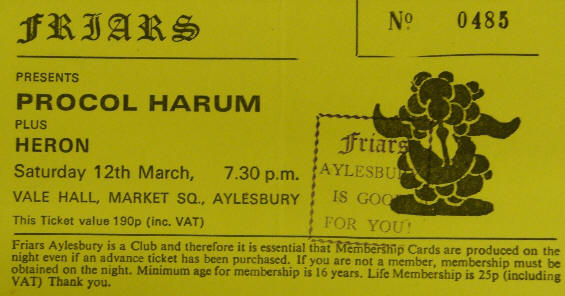 FRIARS
Nº 0485
PRESENTS
PROCOL HARUM
PLUS
HERON
Saturday 12th March, 7.30 p.m.
VALE HALL, MARKET SQ., AYLESBURY
This Ticket value 190p (inc. VAT)
Friars
AYLESBU
IS GOO
FOR YOU!
Friars Aylesbury is a Club and therefore it is essential that Membership Cards are produced on the
night even if an advance ticket has been purchased. If you are not a member, membership must be
obtained on the night. Minimum age for membership is 16 years. Life Membership is 25p (including
VAT) Thank you.